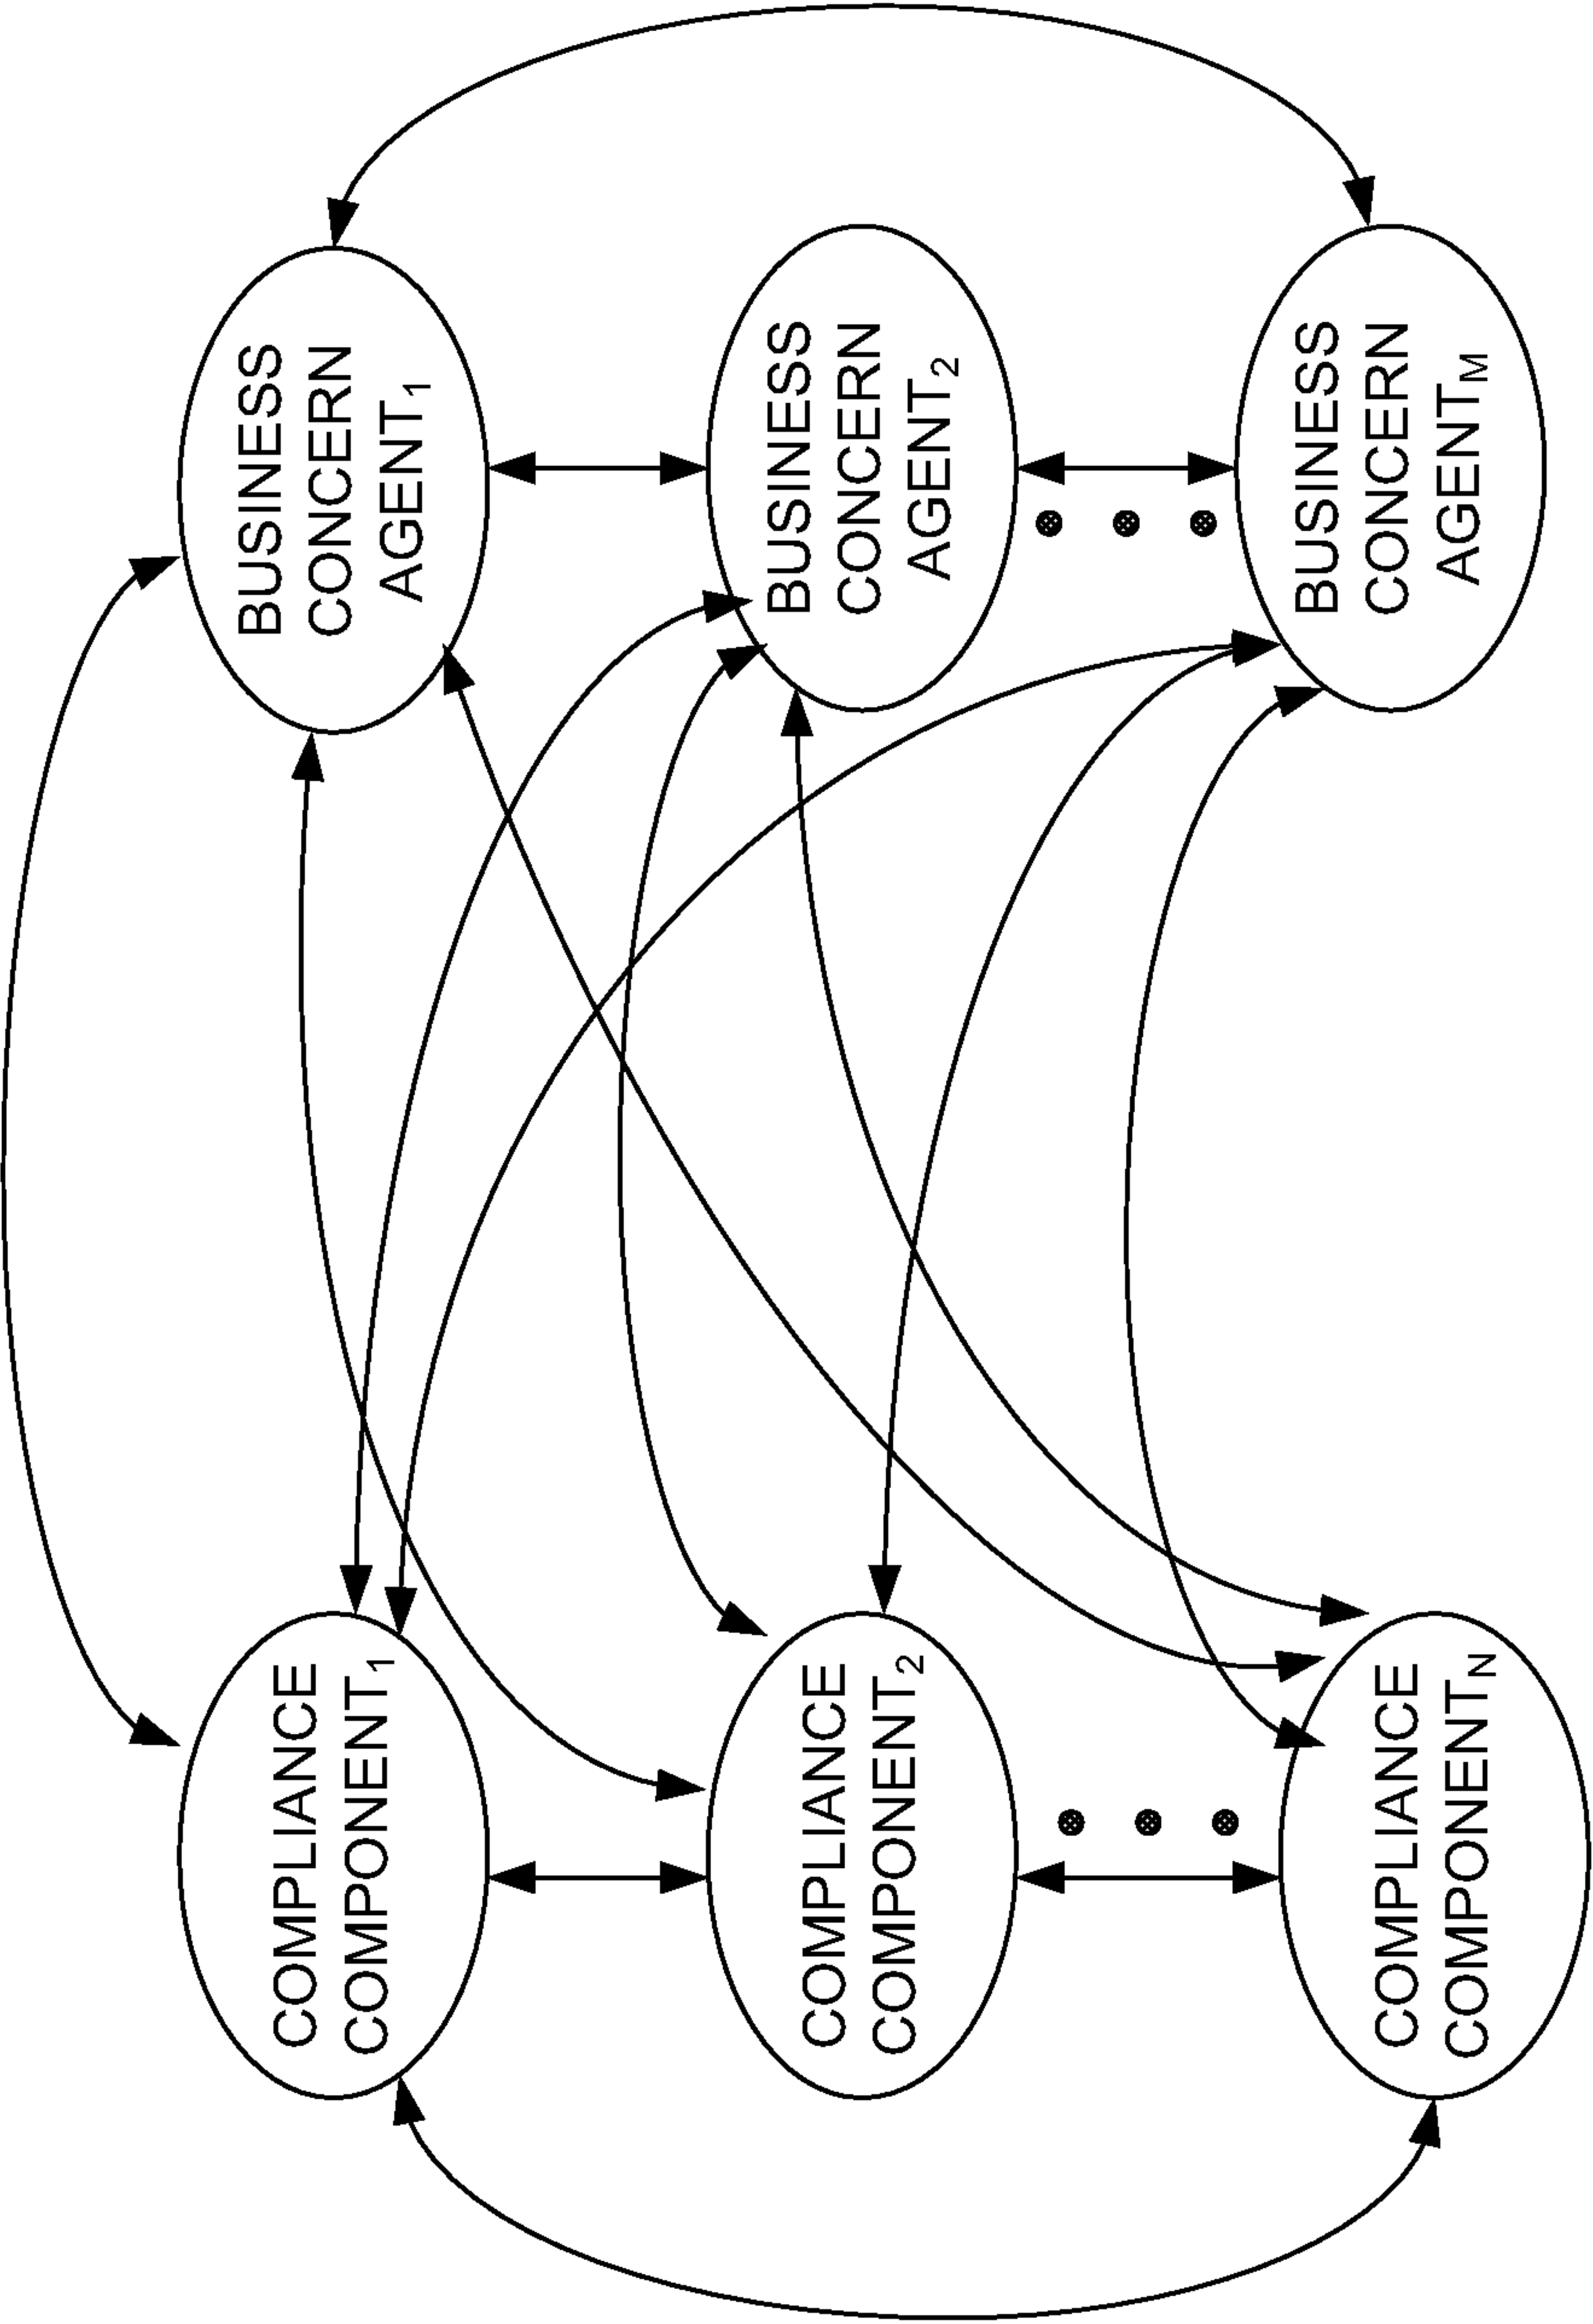 COMPLIANCE
COMPONENT1
COMPLIANCE
COMPONENT2
COMPLIANCE
COMPONENTN
BUSINESS
CONCERN
AGENT1
BUSINESS
CONCERN
AGENT2
BUSINESS
CONCERN
AGENTM